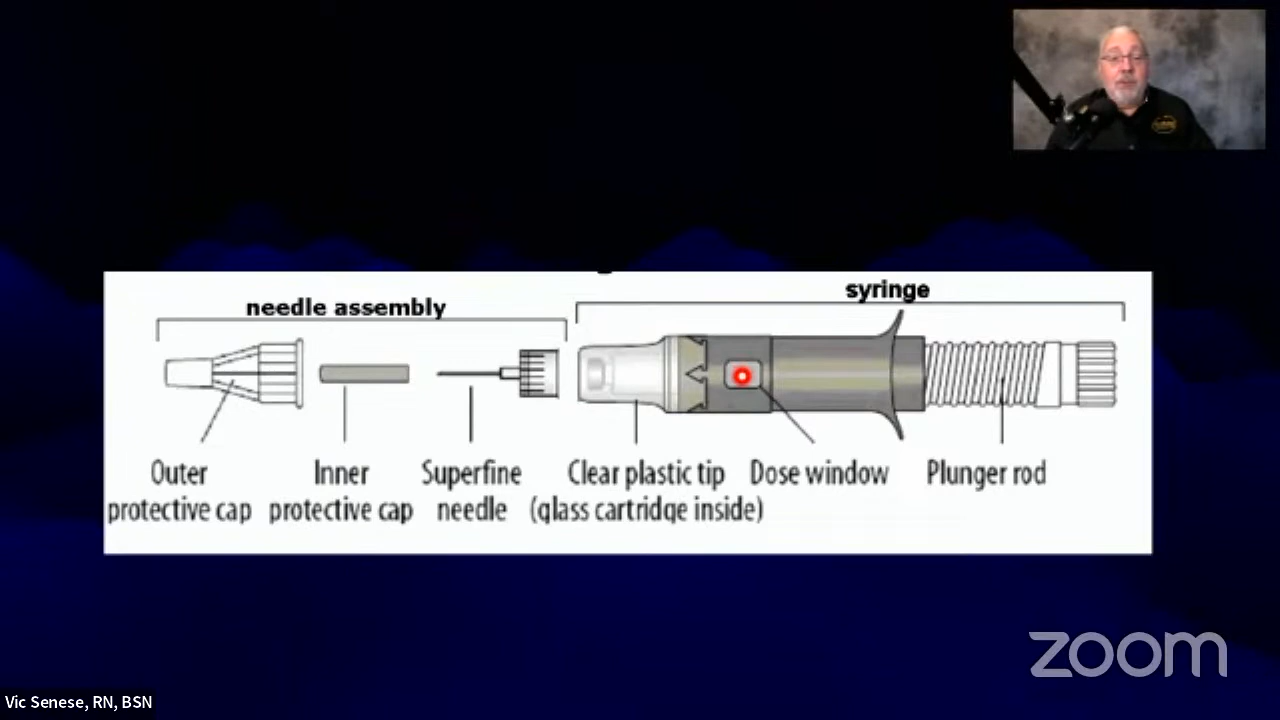 needle assembly
syringe
Outer
protective cap
Inner
protective cap
Superfine
needle
Clear plastic tip
(glass cartridge inside)
Dose window
Plunger rod
zoom
Vic Senese, RN, BSN